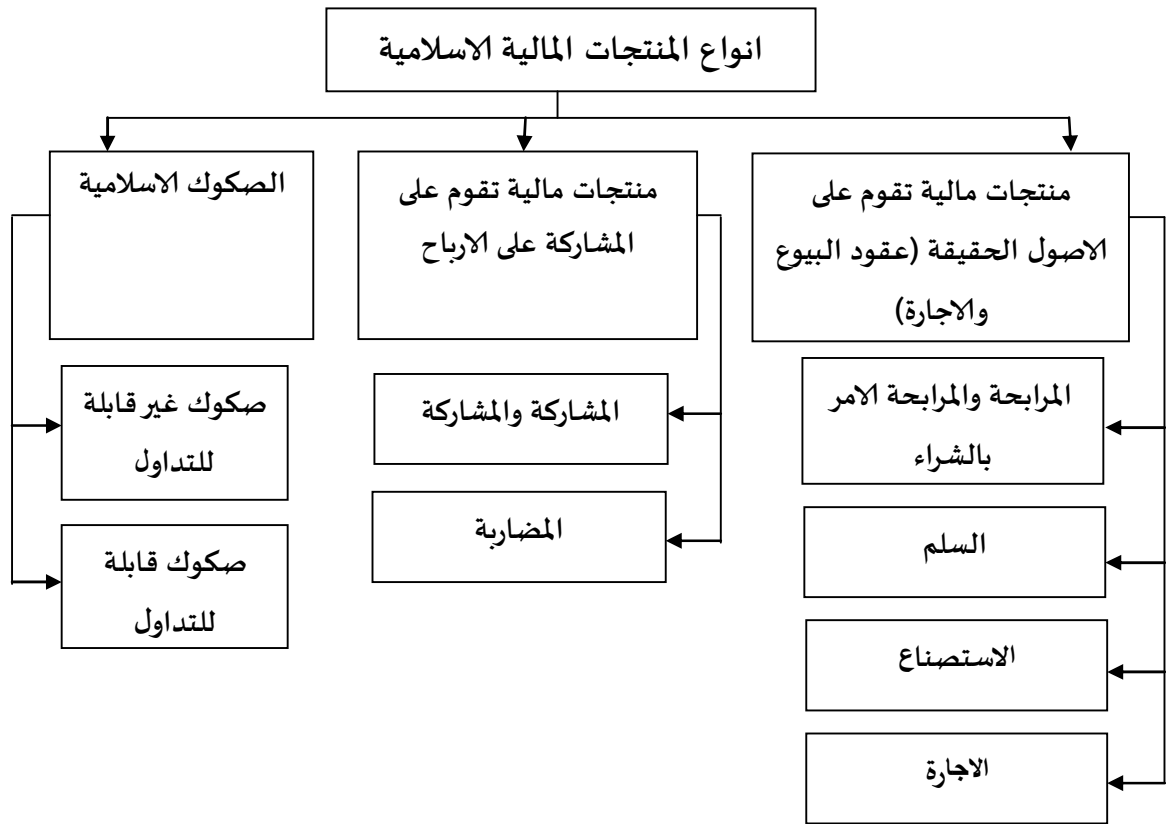 انواع المنتجات المالية الاسلامية
منتجات مالية تقوم على
الاصول الحقيقة (عقود البيوع
والاجارة)
المرابحة والمرابحة الامر
بالشراء
السلم
الاستصناع
الاجارة
منتجات مالية تقوم على
المشاركة على الارباح
المشاركة والمشاركة
المضاربة
الصكوك الاسلامية
صكوك غير قابلة
للتداول
صكوك قابلة
للتداول